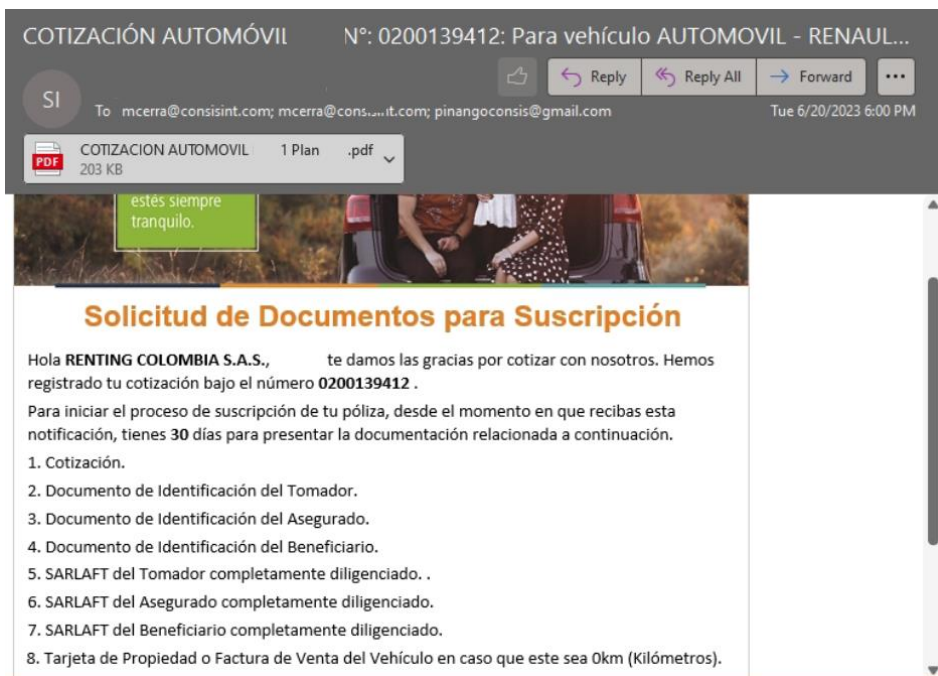 COTIZACIÓN AUTOMÓVIL N°: 0200139412: Para vehículo AUTOMOVIL - RENAUL...
Reply
Reply All
Forward
SI
To mcerra@consisint.com; pinangoconsis@gmail.com
Tue 6/20/2023 6:00 PM
PDF
COTIZACION AUTOMOVIL 1 Plan .pdf
203 KB
estés siempre
tranquilo.
Solicitud de Documentos para Suscripción
Hola RENTING COLOMBIA S.A.S., te damos las gracias por cotizar con nosotros. Hemos
registrado tu cotización bajo el número 0200139412 .
Para iniciar el proceso de suscripción de tu póliza, desde el momento en que recibas esta
notificación, tienes 30 días para presentar la documentación relacionada a continuación.
1. Cotización.
2. Documento de Identificación del Tomador.
3. Documento de Identificación del Asegurado.
4. Documento de Identificación del Beneficiario.
5. SARLAFT del Tomador completamente diligenciado. .
6. SARLAFT del Asegurado completamente diligenciado.
7. SARLAFT del Beneficiario completamente diligenciado.
8. Tarjeta de Propiedad o Factura de Venta del Vehículo en caso que este sea 0km (Kilómetros).